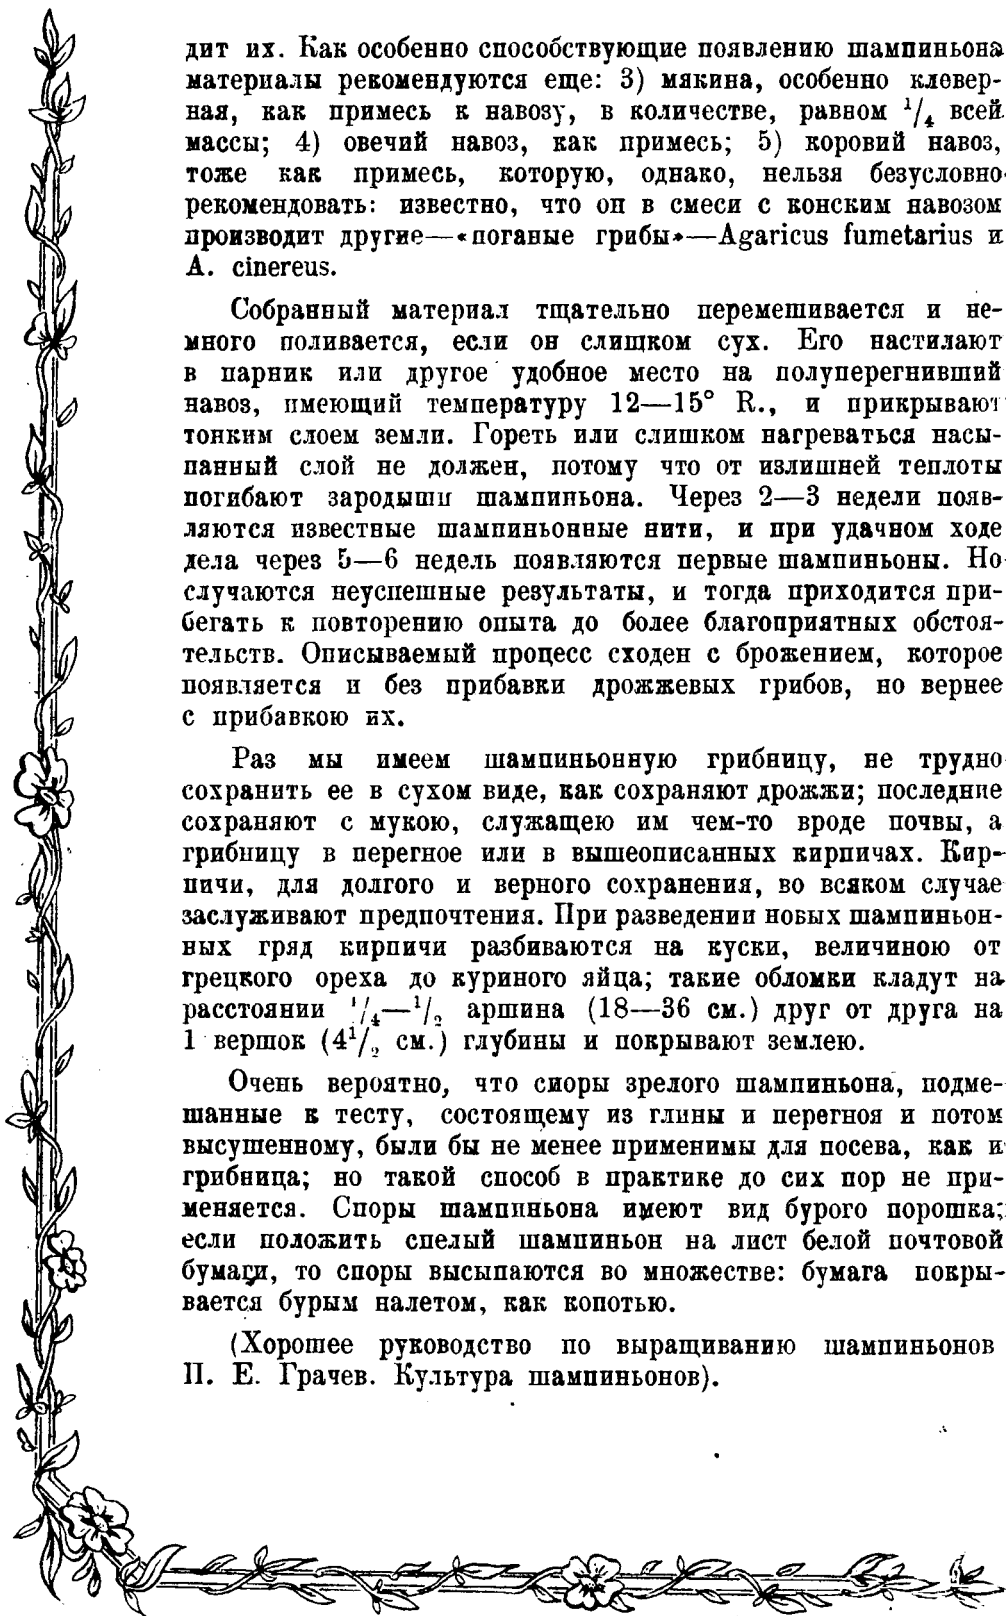 дит их. Как особенно способствующие появлению шампиньона
материалы рекомендуются еще: 3) мякина, особенно клевер-
ная, как примесь к навозу, в количестве, равном 1/4 всей
массы; 4) овечий навоз, как примесь; 5) коровий навоз,
тоже как примесь, которую, однако, нельзя безусловно
рекомендовать: известно, что он в смеси с конским навозом
производит другие—«поганые грибы»—Agaricus fumetarius и
A. cinereus.
Собранный материал тщательно перемешивается и не-
много поливается, если он слишком сух. Его настилают
в парник или другое удобное место на полуперегнивший
навоз, имеющий температуру 12—15° R., и прикрывают
тонким слоем земли. Гореть или слишком нагреваться насы-
панный слой не должен, потому что от излишней теплоты
погибают зародыши шампиньона. Через 2—3 недели появ-
ляются известные шампиньонные нити, и при удачном ходе
дела через 5—6 недель появляются первые шампиньоны. Но
случаются неуспешные результаты, и тогда приходится при-
бегать к повторению опыта до более благоприятных обстоя-
тельств. Описываемый процесс сходен с брожением, которое
появляется и без прибавки дрожжевых грибов, но вернее
с прибавкою их.
Раз мы имеем шампиньонную грибницу, не трудно
сохранить ее в сухом виде, как сохраняют дрожжи; последние
сохраняют с мукою, служащею им чем-то вроде почвы, а
грибницу в перегное или в вышеописанных кирпичах. Кир-
пичи, для долгого и верного сохранения, во всяком случае
заслуживают предпочтения. При разведении новых шампиньон-
ных гряд кирпичи разбиваются на куски, величиною от
грецкого ореха до куриного яйца; такие обломки кладут на
расстоянии 1/4—1/2 аршина (18—36 см.) друг от друга на
1 вершок (4 1/2 см.) глубины и покрывают землею.
Очень вероятно, что споры зрелого шампиньона, подме-
шанные к тесту, состоящему из глины и перегноя и потом
высушенному, были бы не менее применимы для посева, как и
грибница; но такой способ в практике до сих пор не при-
меняется. Споры шампиньона имеют вид бурого порошка;
если положить спелый шампиньон на лист белой почтовой
бумаги, то споры высыпаются во множестве: бумага покры-
вается бурым налетом, как копотью.
(Хорошее руководство по выращиванию шампиньонов
П. Е. Грачев. Культура шампиньонов).